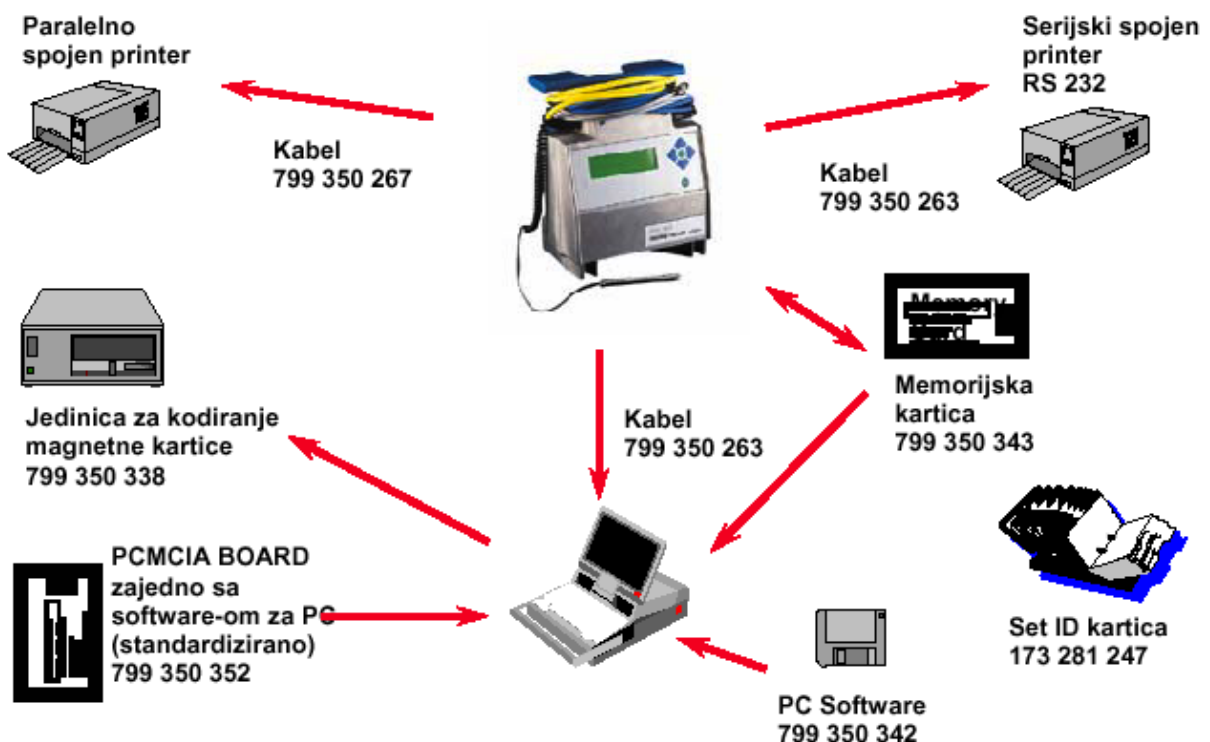 Paralelno
spojen printer
Serijski spojen
printer
RS 232
Kabel
799 350 267
Kabel
799 350 263
Memorijska
kartica
799 350 343
Jedinica za kodiranje
magnetne kartice
799 350 338
Kabel
799 350 263
PCMCIA BOARD
zajedno sa
software-om za PC
(standardizirano)
799 350 352
Set ID kartica
173 281 247
PC Software
799 350 342